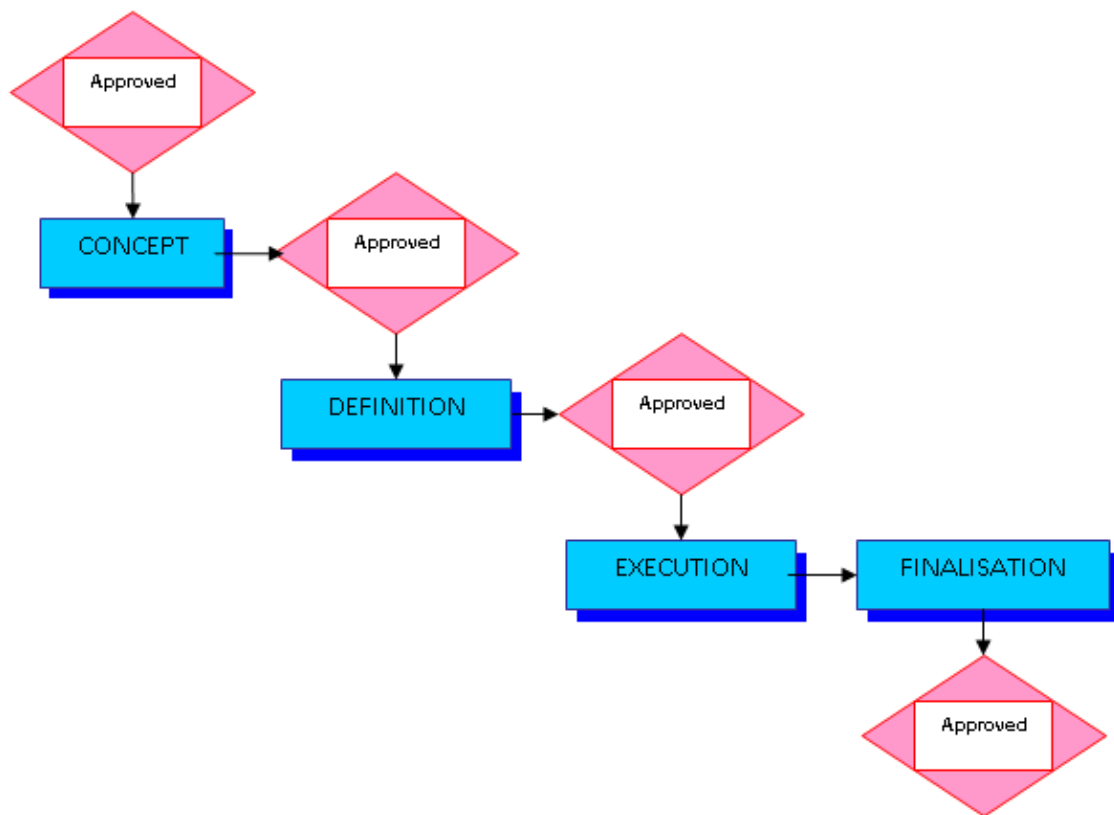 Approved
CONCEPT
Approved
DEFINITION
Approved
EXECUTION
FINALISATION
Approved